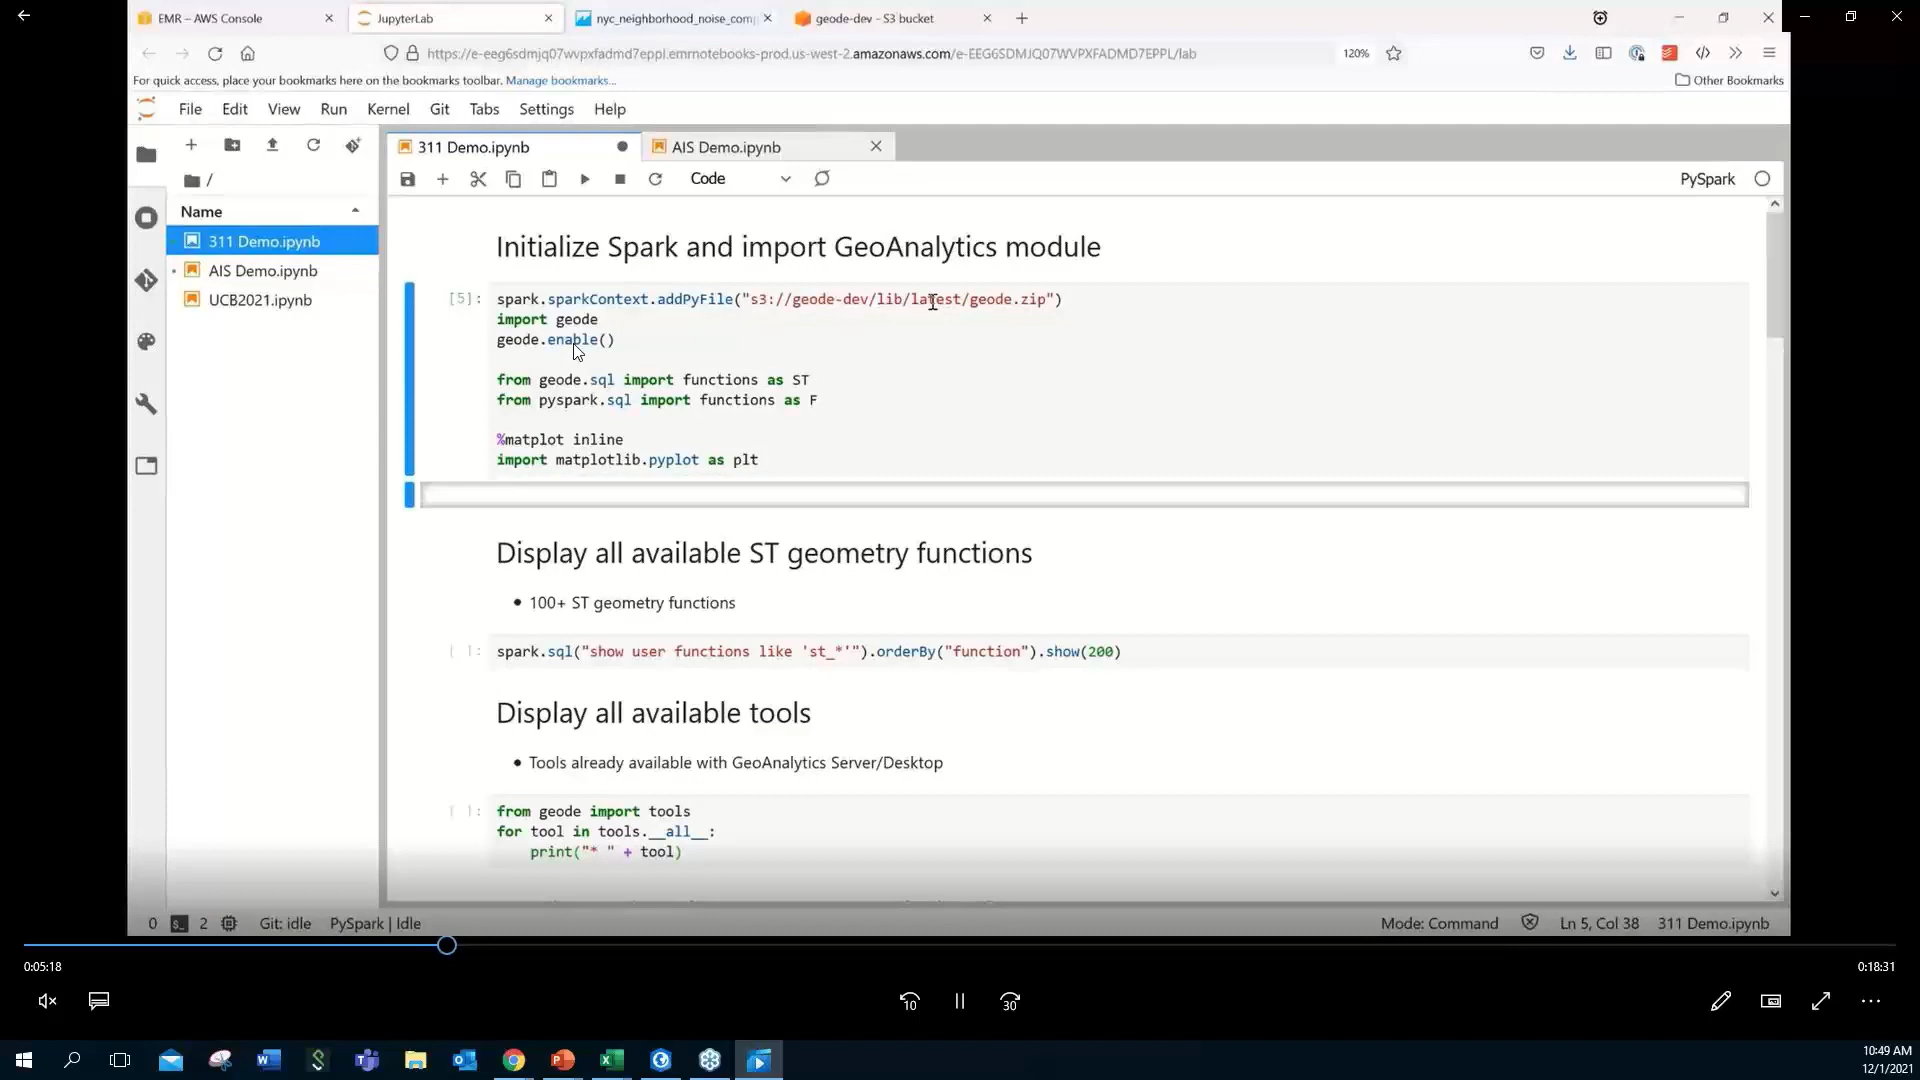 EMR – AWS Console
JupyterLab
nyc_neighborhood_noise_comp
geode-dev - S3 bucket
https://e-eeg6sdmjq07wvpxfadmd7eppl.emrnotebooks-prod.us-west-2.amazonaws.com/e-EEG6SDMJQ07WVPXFADMD7EPPL/lab
120%
For quick access, place your bookmarks here on the bookmarks toolbar. Manage bookmarks...
Other Bookmarks
File Edit View Run Kernel Git Tabs Settings Help
311 Demo.ipynb
AIS Demo.ipynb
/
Code
PySpark
Name
311 Demo.ipynb
AIS Demo.ipynb
UCB2021.ipynb
Initialize Spark and import GeoAnalytics module
[5]: spark.sparkContext.addPyFile("s3://geode-dev/lib/latest/geode.zip")
import geode
geode.enable()
from geode.sql import functions as ST
from pyspark.sql import functions as F
%matplot inline
import matplotlib.pyplot as plt
Display all available ST geometry functions
• 100+ ST geometry functions
[ ]: spark.sql("show user functions like 'st_*'").orderBy("function").show(200)
Display all available tools
• Tools already available with GeoAnalytics Server/Desktop
[ ]: from geode import tools
for tool in tools.__all__:
print("* " + tool)
0 2 Git: idle PySpark | Idle
Mode: Command Ln 5, Col 38 311 Demo.ipynb
0:05:18
0:18:31
10
30
10:49 AM
12/1/2021